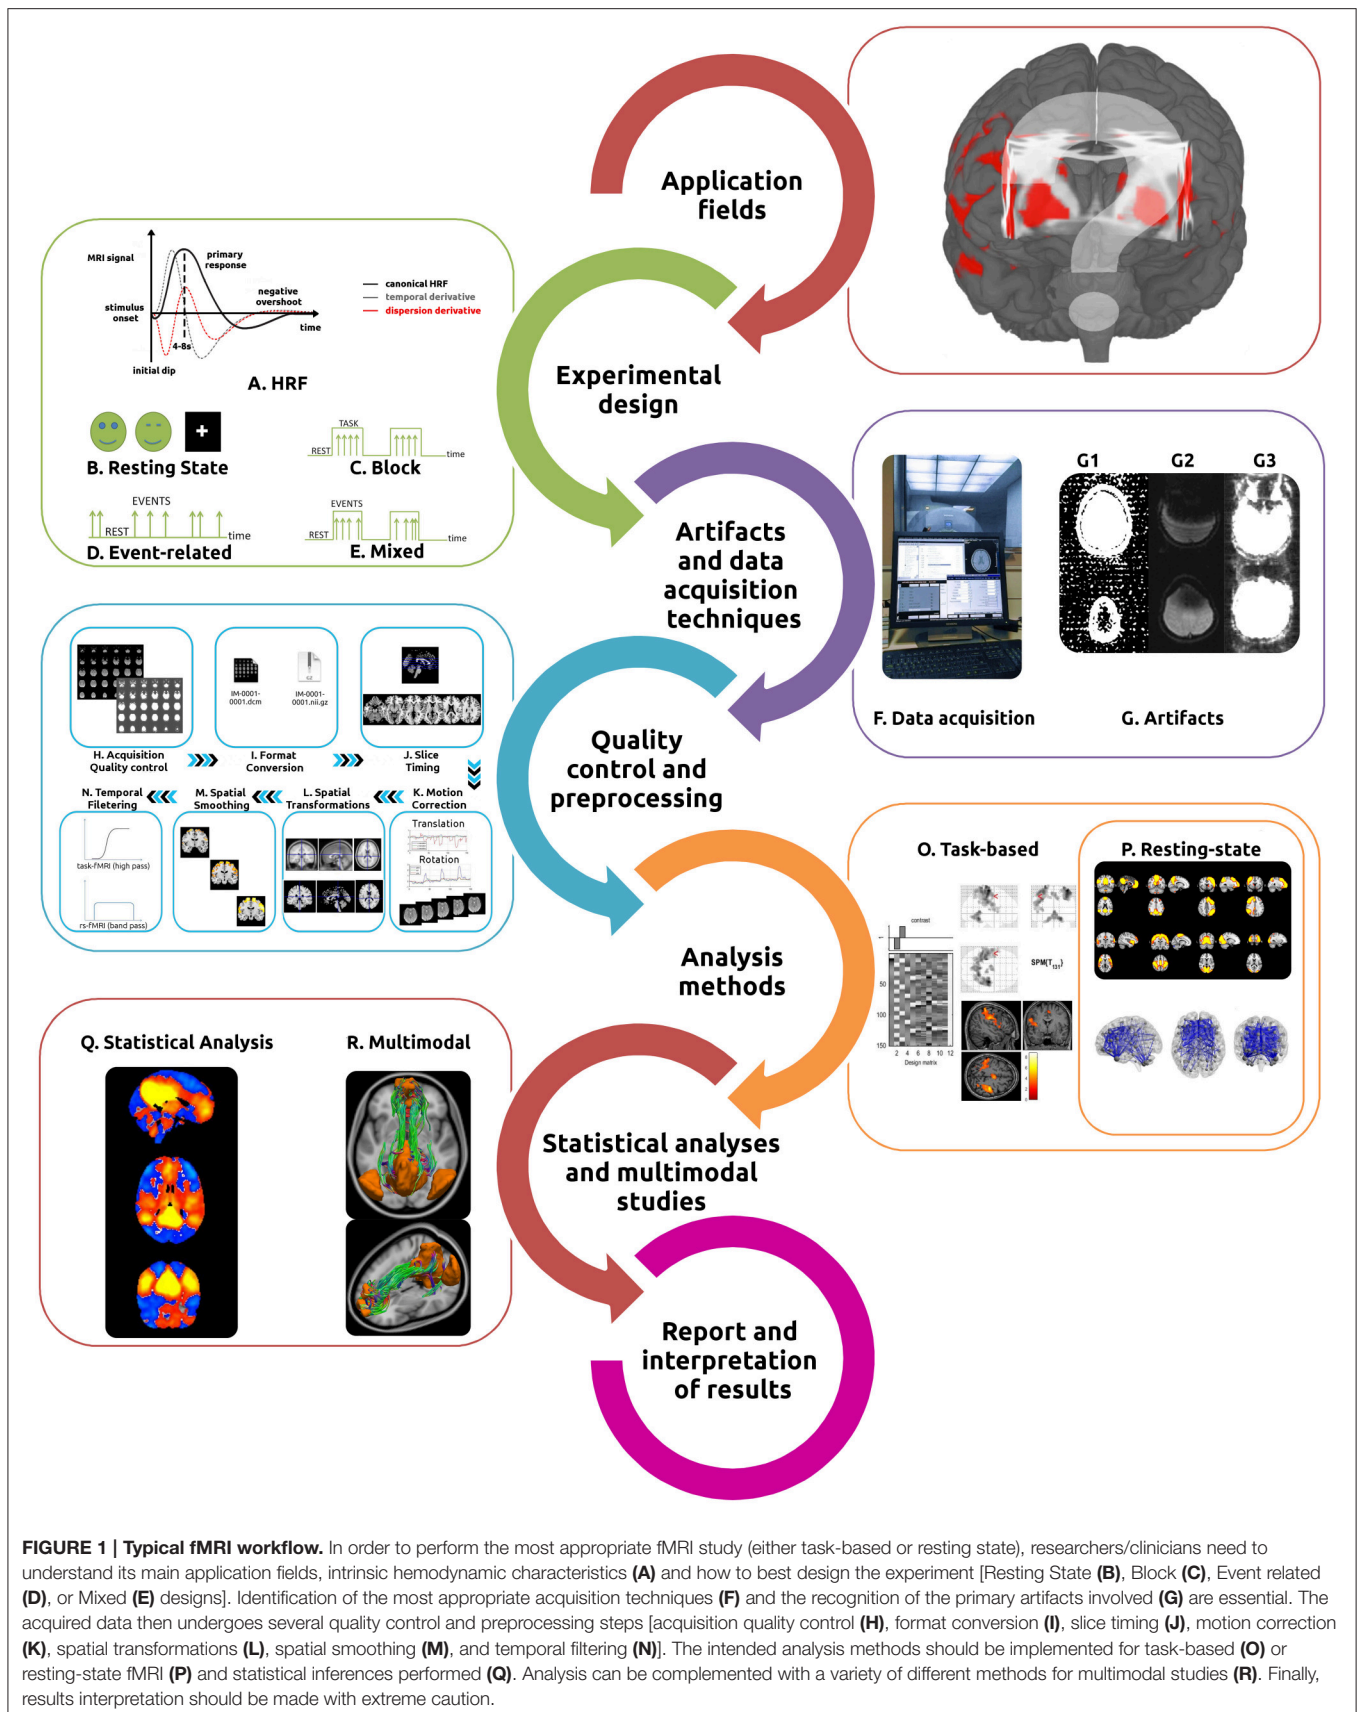 Application
fields
MRI signal
primary
response
negative
overshoot
canonical HRF
temporal derivative
dispersion derivative
stimulus
onset
time
4-8s
initial dip
A. HRF
Experimental
design
B. Resting State
TASK
REST
time
C. Block
EVENTS
REST
time
D. Event-related
EVENTS
REST
time
E. Mixed
Artifacts
and data
acquisition
techniques
G1
G2
G3
F. Data acquisition
G. Artifacts
IM-0001-
0001.dcm
IM-0001-
0001.nii.gz
H. Acquisition
Quality control
I. Format
Conversion
J. Slice
Timing
N. Temporal
Filetering
M. Spatial
Smoothing
L. Spatial
Transformations
K. Motion
Correction
task-fMRI (high pass)
rs-fMRI (band pass)
Translation
Rotation
Quality
control and
preprocessing
O. Task-based
contrast
SPM{T131}
50
100
150
2 4 6 8 10 12
Design matrix
P. Resting-state
Analysis
methods
Q. Statistical Analysis
R. Multimodal
Statistical analyses
and multimodal
studies
Report and
interpretation
of results
FIGURE 1 | Typical fMRI workflow. In order to perform the most appropriate fMRI study (either task-based or resting state), researchers/clinicians need to
understand its main application fields, intrinsic hemodynamic characteristics (A) and how to best design the experiment [Resting State (B), Block (C), Event related
(D), or Mixed (E) designs]. Identification of the most appropriate acquisition techniques (F) and the recognition of the primary artifacts involved (G) are essential. The
acquired data then undergoes several quality control and preprocessing steps [acquisition quality control (H), format conversion (I), slice timing (J), motion correction
(K), spatial transformations (L), spatial smoothing (M), and temporal filtering (N)]. The intended analysis methods should be implemented for task-based (O) or
resting-state fMRI (P) and statistical inferences performed (Q). Analysis can be complemented with a variety of different methods for multimodal studies (R). Finally,
results interpretation should be made with extreme caution.